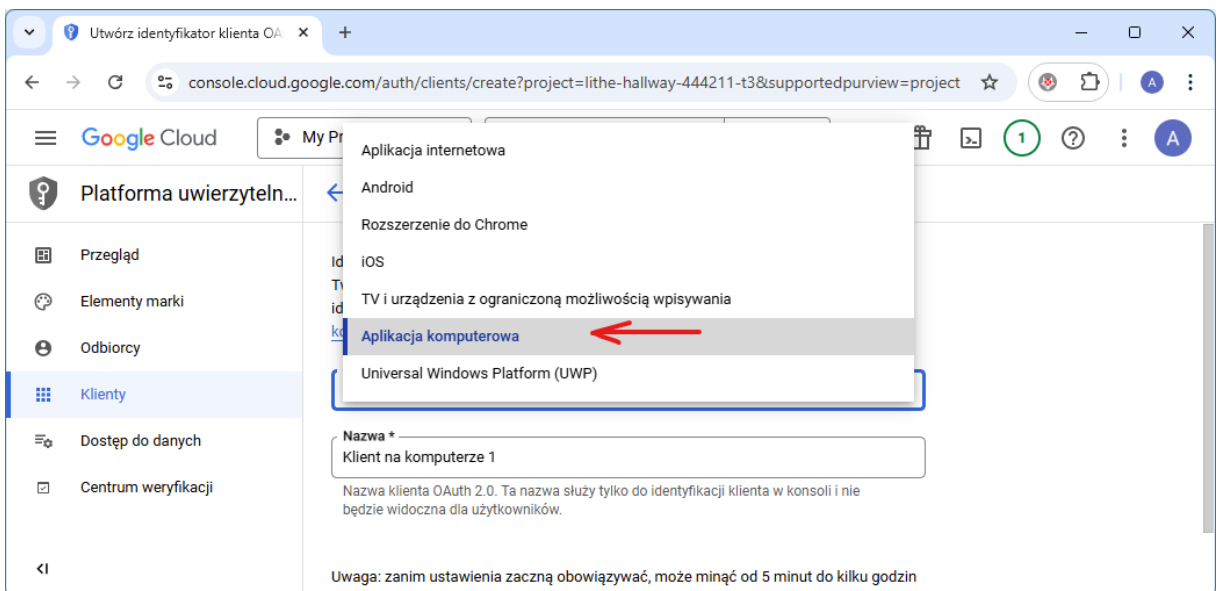 Utwórz identyfikator klienta OA
console.cloud.google.com/auth/clients/create?project=lithe-hallway-444211-t3&supportedpurview=project
A
Google Cloud
My Pr
1
A
Platforma uwierzyteln...
Przegląd
Elementy marki
Odbiorcy
Klienty
Dostęp do danych
Centrum weryfikacji
Aplikacja internetowa
Android
Rozszerzenie do Chrome
iOS
TV i urządzenia z ograniczoną możliwością wpisywania
Aplikacja komputerowa
Universal Windows Platform (UWP)
Nazwa *
Klient na komputerze 1
Nazwa klienta OAuth 2.0. Ta nazwa służy tylko do identyfikacji klienta w konsoli i nie
będzie widoczna dla użytkowników.
Uwaga: zanim ustawienia zaczną obowiązywać, może minąć od 5 minut do kilku godzin